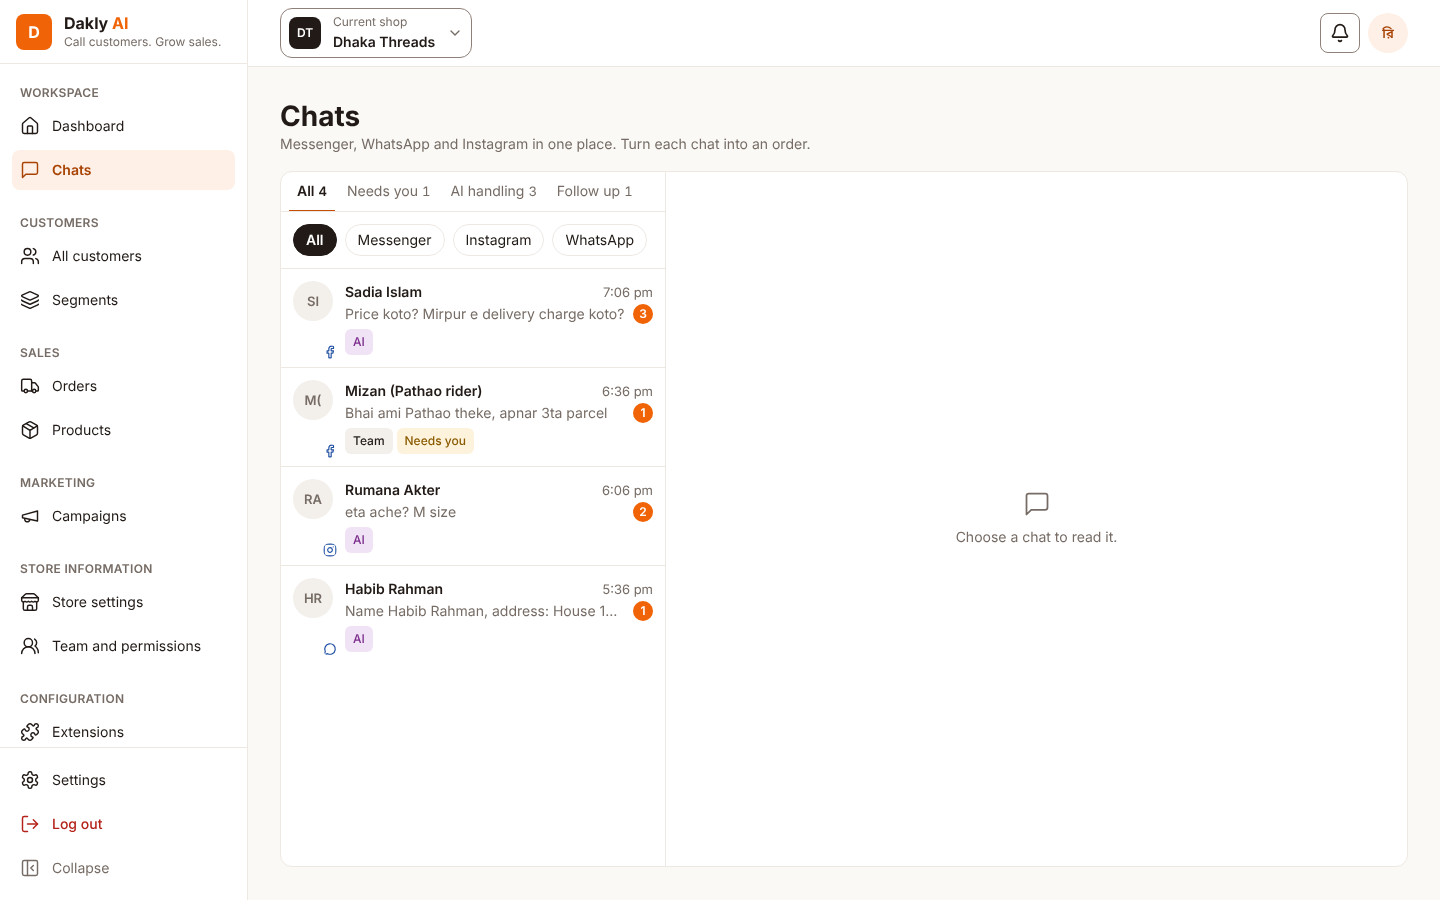 D
Dakly AI
Call customers. Grow sales.
WORKSPACE
Dashboard
Chats
CUSTOMERS
All customers
Segments
SALES
Orders
Products
MARKETING
Campaigns
STORE INFORMATION
Store settings
Team and permissions
CONFIGURATION
Extensions
Settings
Log out
Collapse
DT
Current shop
Dhaka Threads
রি
Chats
Messenger, WhatsApp and Instagram in one place. Turn each chat into an order.
All 4 Needs you 1 AI handling 3 Follow up 1
All Messenger Instagram WhatsApp
SI
Sadia Islam 7:06 pm
Price koto? Mirpur e delivery charge koto? 3
AI
M(
Mizan (Pathao rider) 6:36 pm
Bhai ami Pathao theke, apnar 3ta parcel 1
Team Needs you
RA
Rumana Akter 6:06 pm
eta ache? M size 2
AI
HR
Habib Rahman 5:36 pm
Name Habib Rahman, address: House 1... 1
AI
Choose a chat to read it.